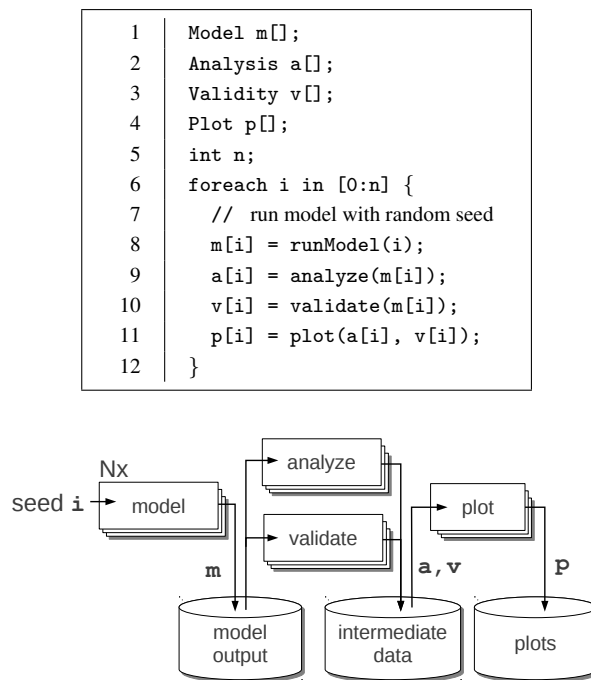 1 Model m[];
2 Analysis a[];
3 Validity v[];
4 Plot p[];
5 int n;
6 foreach i in [0:n] {
7 // run model with random seed
8 m[i] = runModel(i);
9 a[i] = analyze(m[i]);
10 v[i] = validate(m[i]);
11 p[i] = plot(a[i], v[i]);
12 }
Nx
seed i
model
analyze
validate
plot
m
a,v
p
model
output
intermediate
data
plots